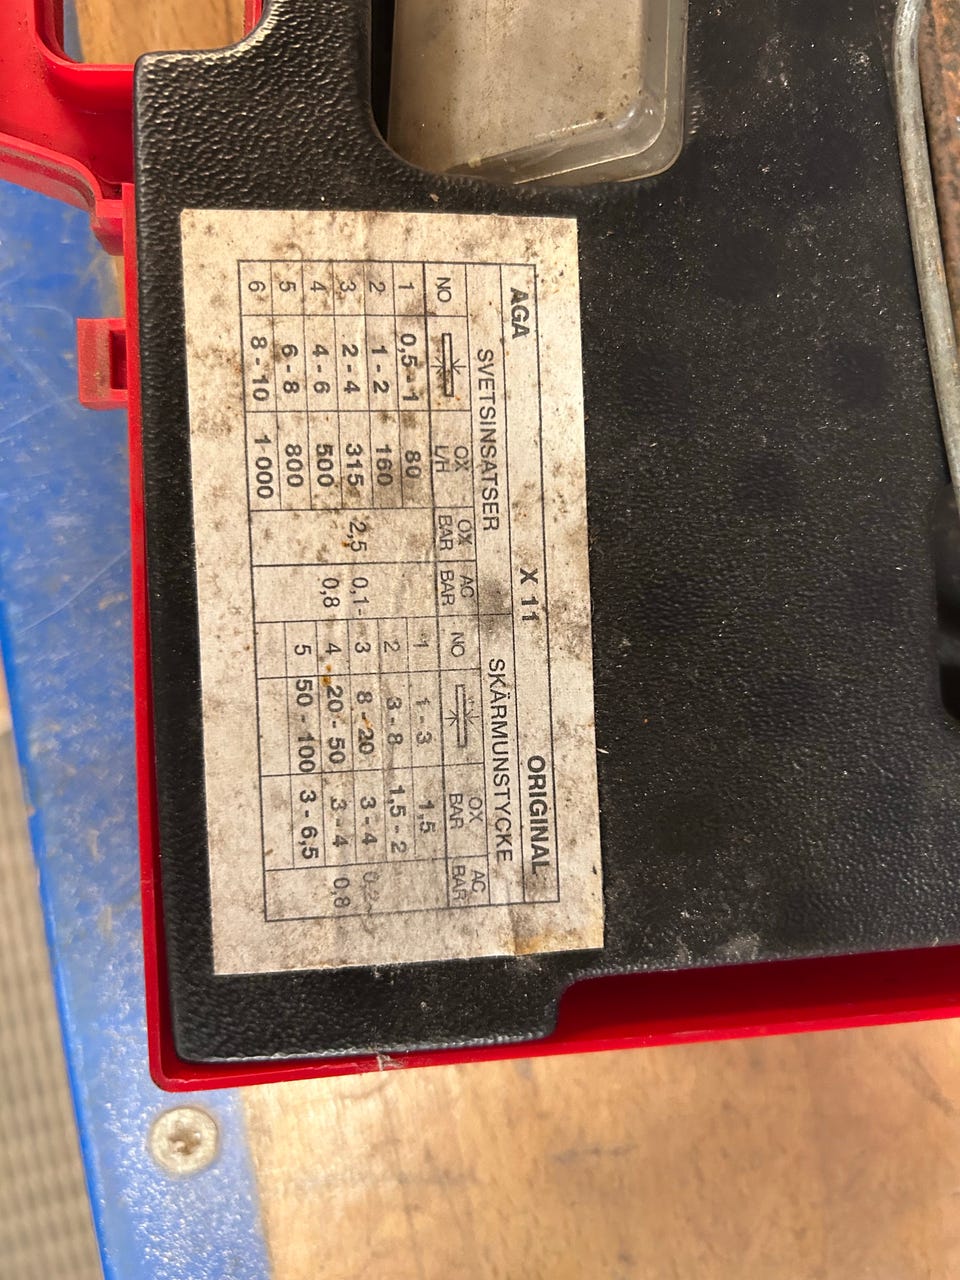 AGA X 11 ORIGINAL
SVETSINSATSER SKÄRMUNSTYCKE
NO OX L/H OX BAR AC BAR NO OX BAR AC BAR
1 0,5 - 1 80 1 1 - 3 1,5
2 1 - 2 160 2 3 - 8 1,5 - 2
3 2 - 4 315 2,5 0,1- 3 8 - 20 3 - 4
4 4 - 6 500 0,8 4 20 - 50 3 - 4 0,8
5 6 - 8 800 5 50 - 100 3 - 6,5
6 8 - 10 1 000